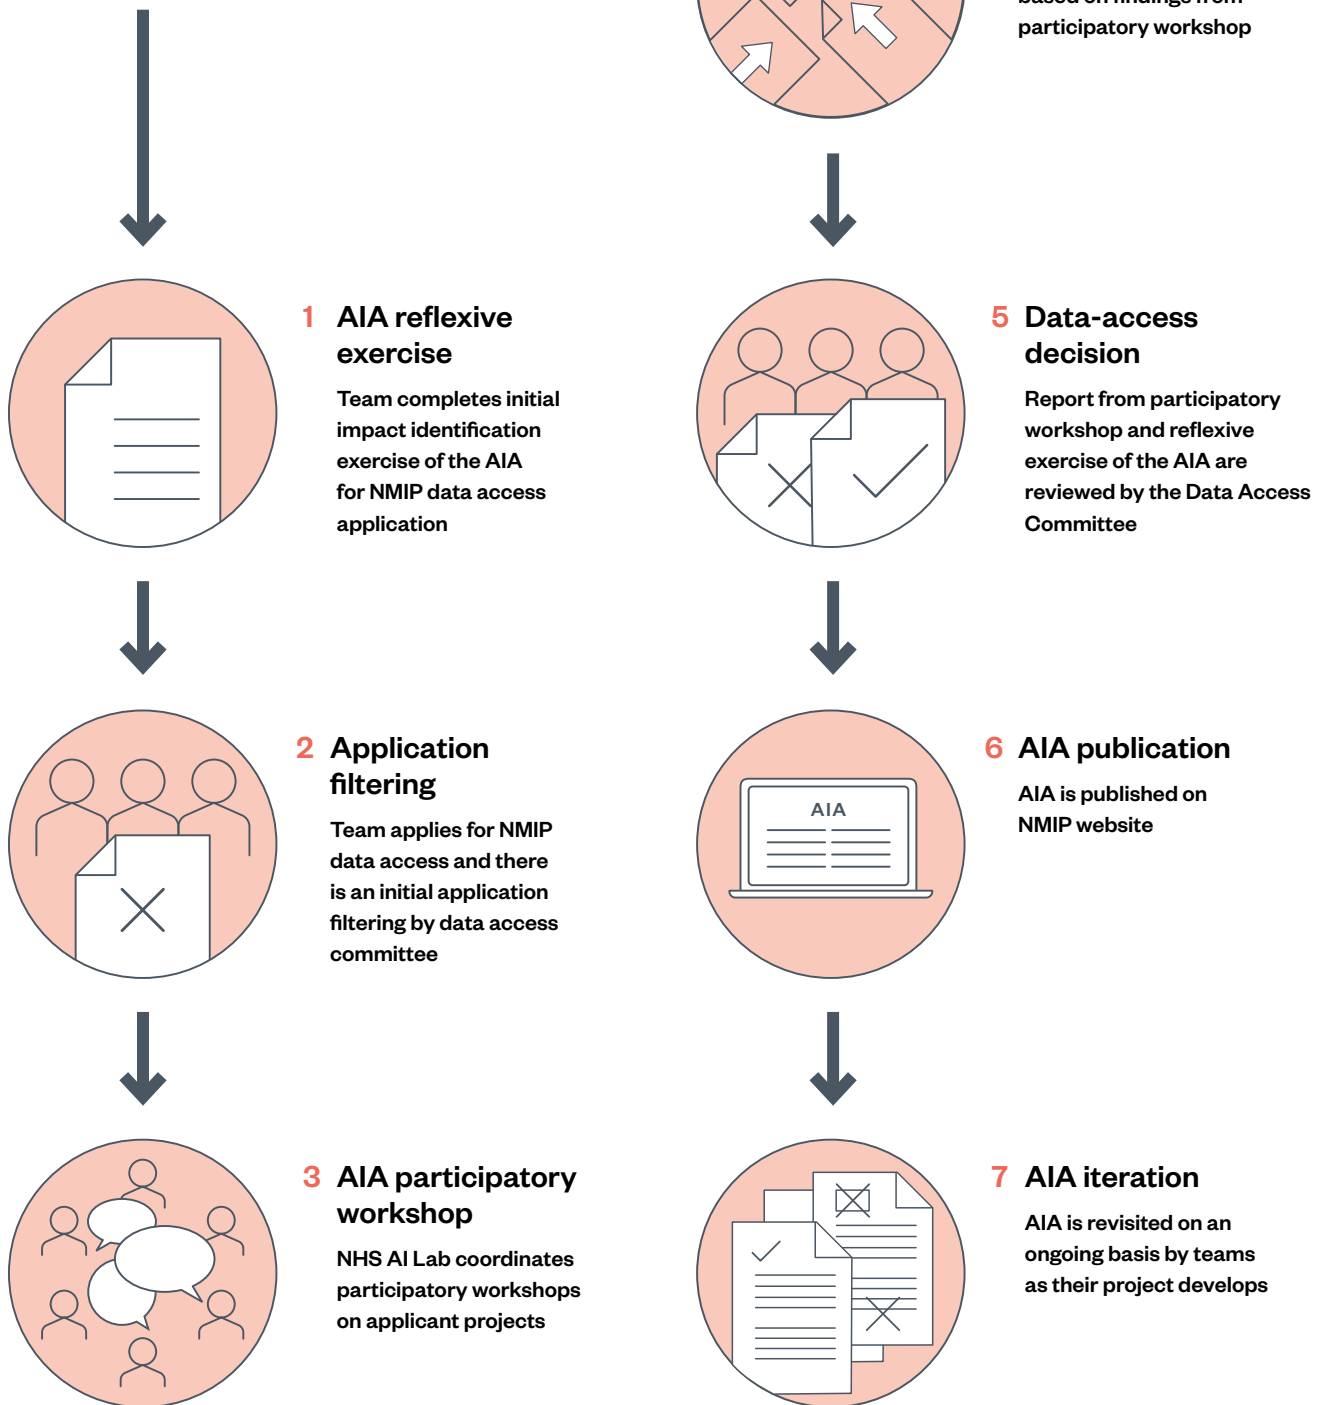 1 AIA reflexive
exercise
Team completes initial
impact identification
exercise of the AIA
for NMIP data access
application
2 Application
filtering
Team applies for NMIP
data access and there
is an initial application
filtering by data access
committee
3 AIA participatory
workshop
NHS AI Lab coordinates
participatory workshops
on applicant projects
based on findings from
participatory workshop
5 Data-access
decision
Report from participatory
workshop and reflexive
exercise of the AIA are
reviewed by the Data Access
Committee
AIA
6 AIA publication
AIA is published on
NMIP website
7 AIA iteration
AIA is revisited on an
ongoing basis by teams
as their project develops